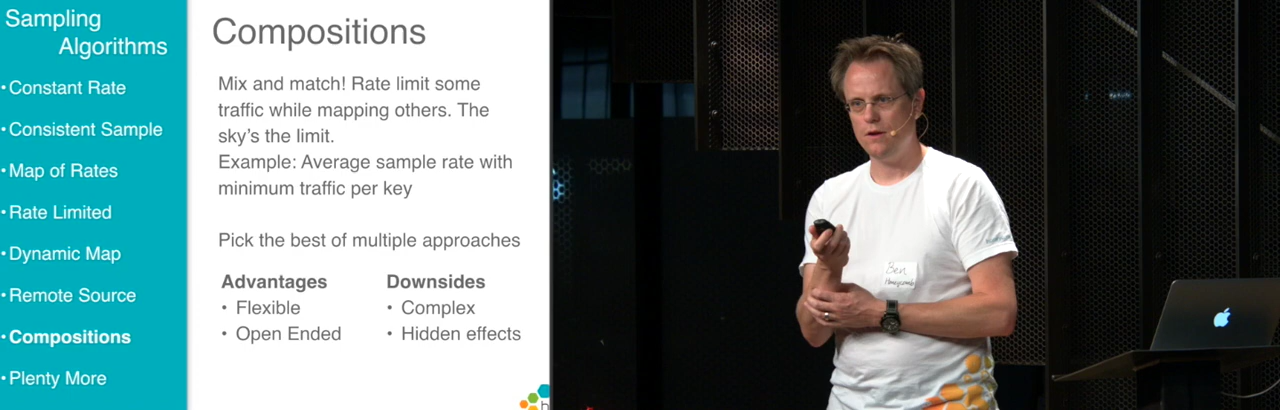 Sampling
Algorithms
•Constant Rate
•Consistent Sample
•Map of Rates
•Rate Limited
•Dynamic Map
•Remote Source
•Compositions
•Plenty More
Compositions
Mix and match! Rate limit some
traffic while mapping others. The
sky's the limit.
Example: Average sample rate with
minimum traffic per key
Pick the best of multiple approaches
Advantages
• Flexible
• Open Ended
Downsides
• Complex
• Hidden effects
h
Ben
Honeycomb